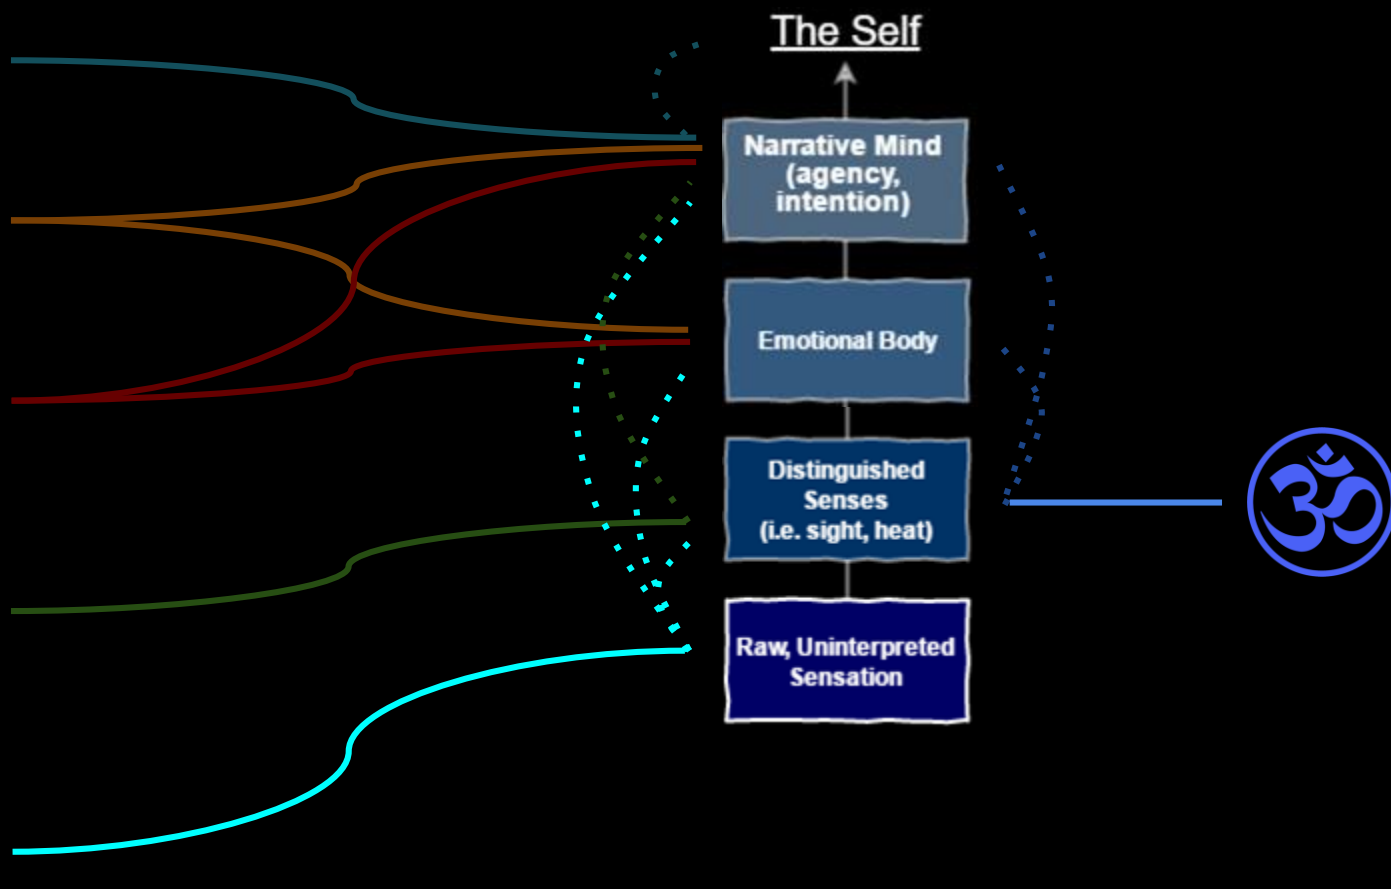 The Self
Narrative Mind
(agency,
intention)
Emotional Body
Distinguished
Senses
(i.e. sight, heat)
Raw, Uninterpreted
Sensation
ॐ